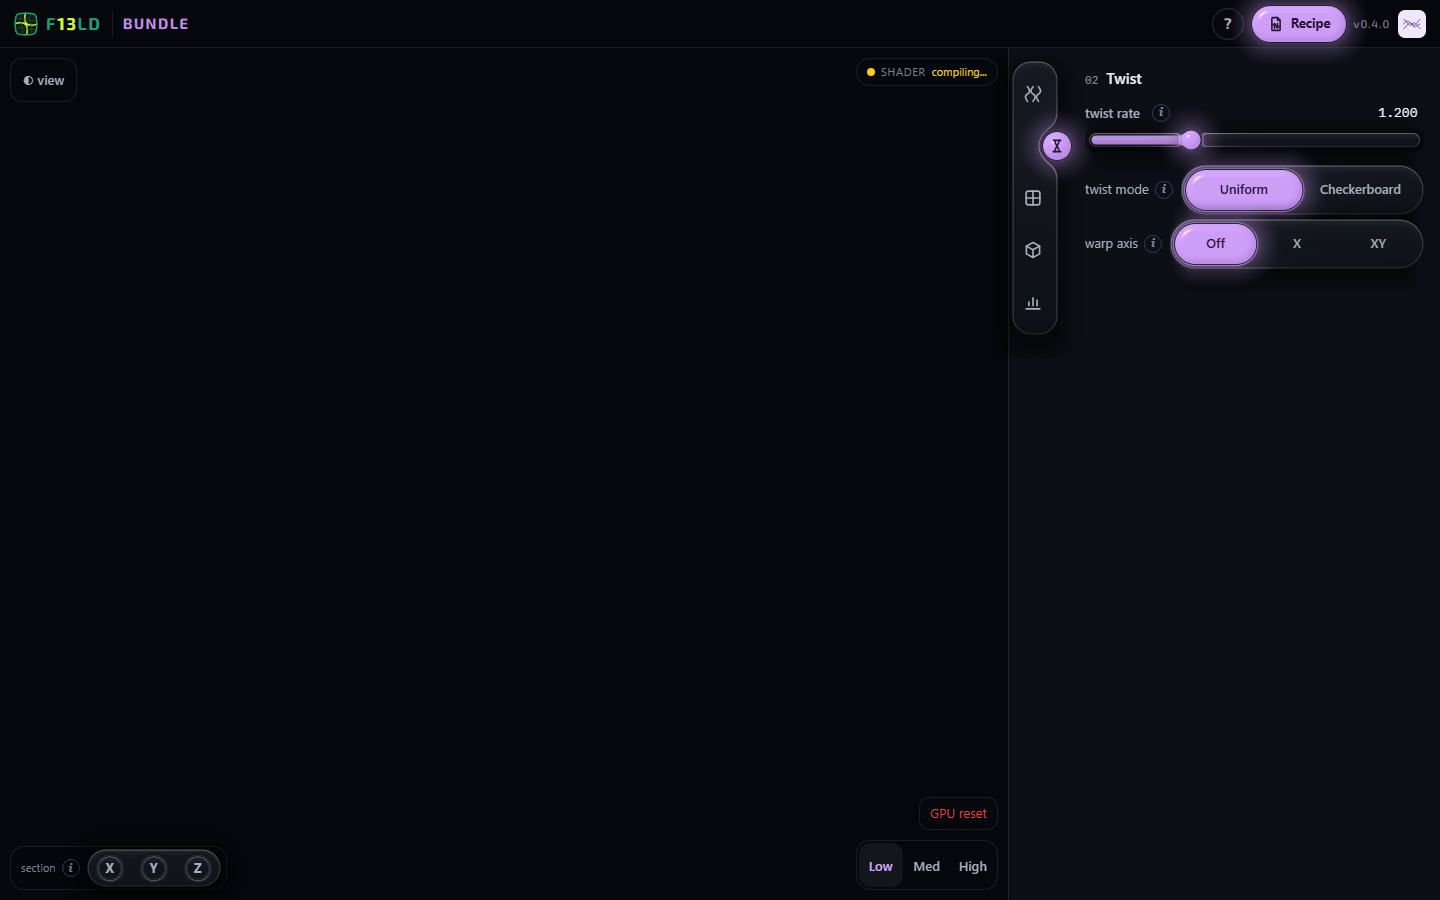 F13LD BUNDLE
? Recipe v0.4.0
view
SHADER compiling...
02 Twist
twist rate i 1.200
twist mode i Uniform Checkerboard
warp axis i Off X XY
GPU reset
section i X Y Z
Low Med High